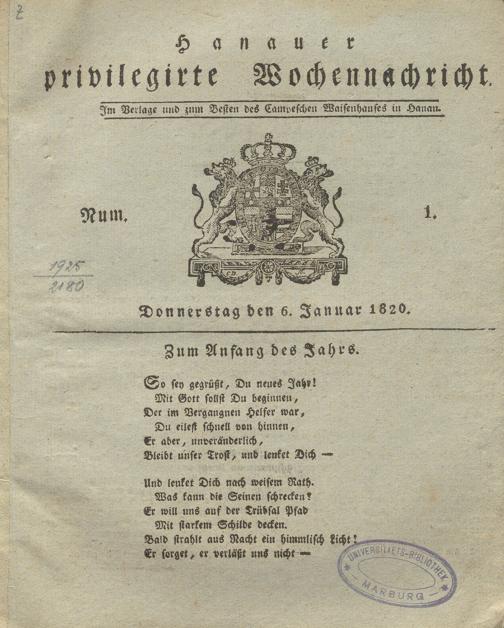 Z
Hanauer
privilegirte Wochennachricht.
Im Verlage und zum Besten des Campeschen Waisenhauses in Hanau.
Num. 1.
1925
2180
Donnerstag den 6. Januar 1820.
Zum Anfang des Jahrs.
So sey gegrüßt, Du neues Jahr!
Mit Gott sollst Du beginnen,
Der im Vergangnen Helfer war,
Du eilest schnell von hinnen,
Er aber, unveränderlich,
Bleibt unser Trost, und lenket Dich —
Und lenket Dich nach weisem Rath.
Was kann die Seinen schrecken?
Er will uns auf der Trübsal Pfad
Mit starkem Schilde decken.
Bald strahlt aus Nacht ein himmlisch Licht!
Er sorget, er verläßt uns nicht —
UNIVERSITAETS-BIBLIOTHEK
MARBURG